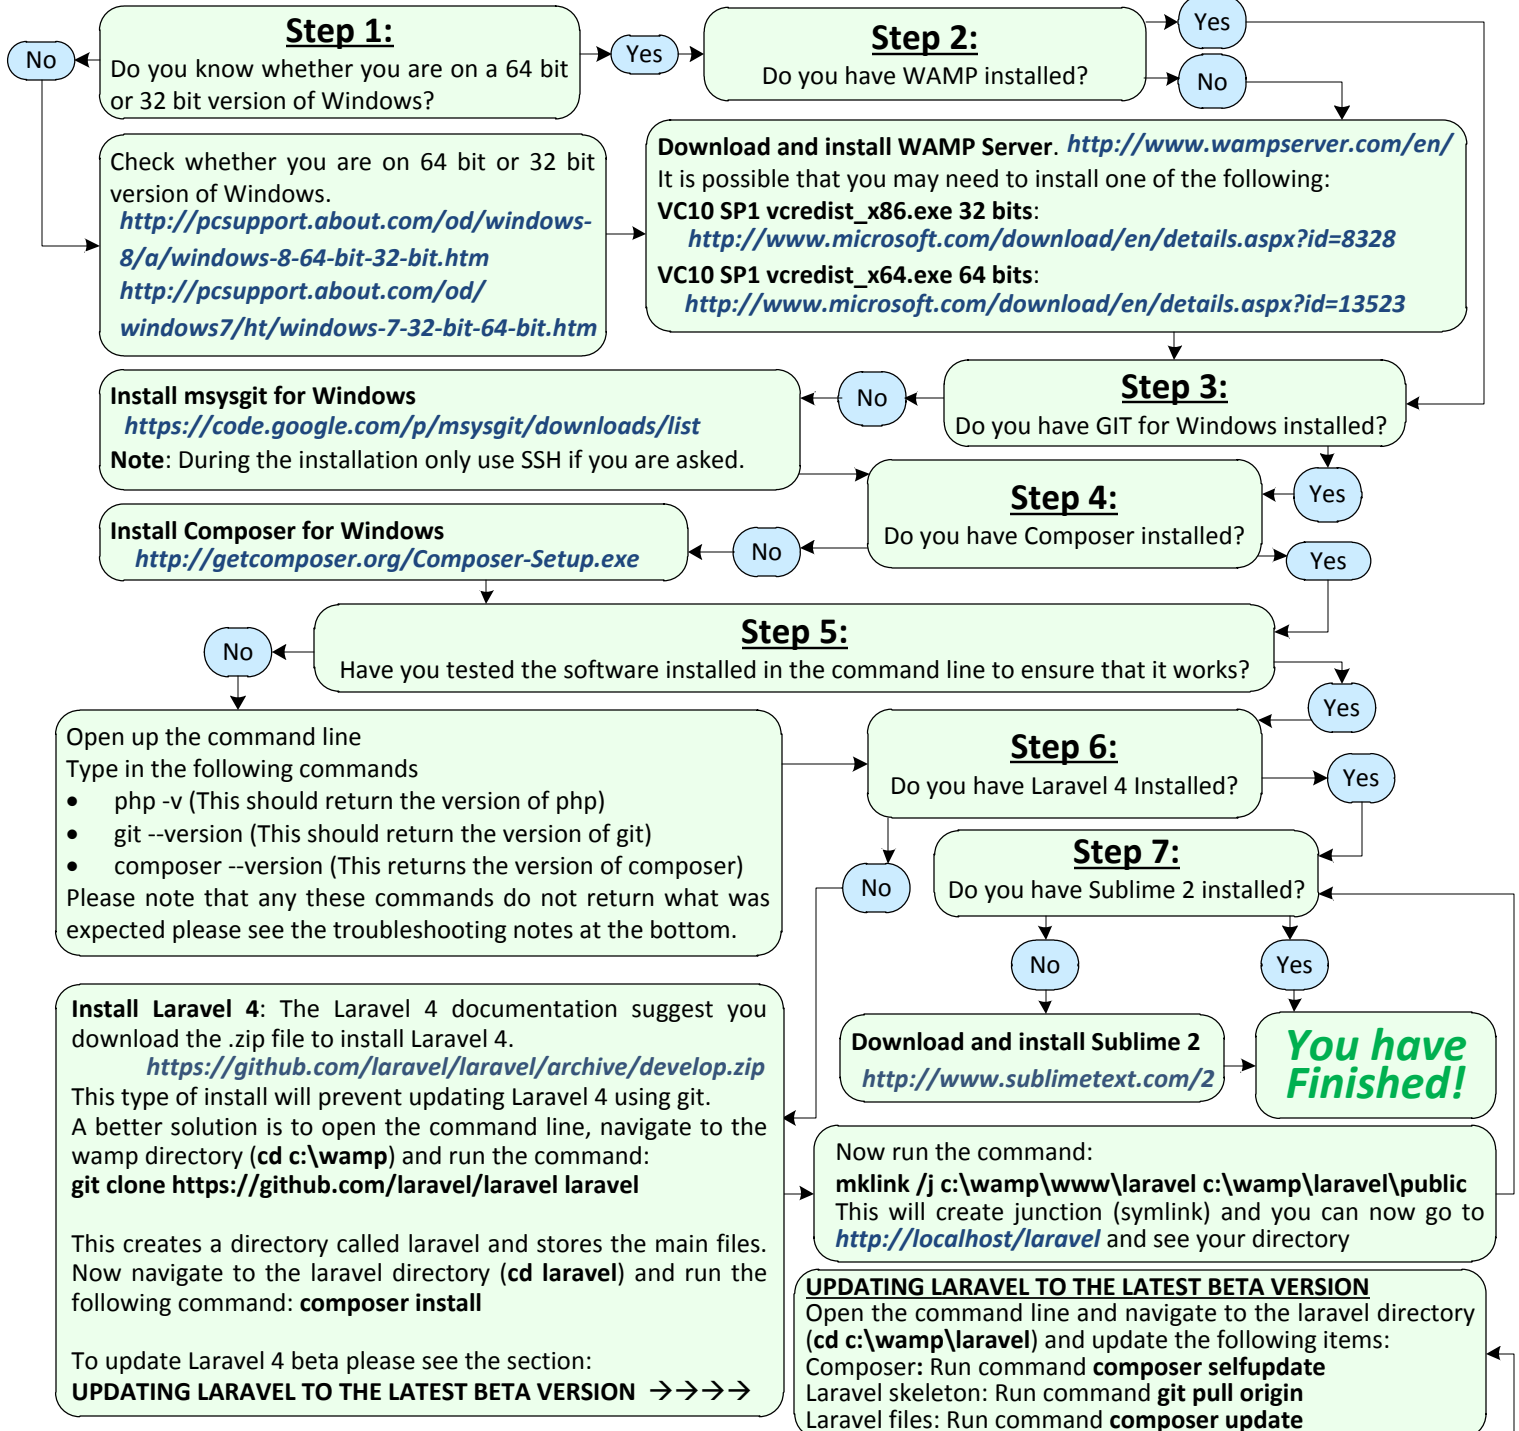 Step 1:
Do you know whether you are on a 64 bit
or 32 bit version of Windows?
No
Yes
Step 2:
Do you have WAMP installed?
Yes
No
Check whether you are on 64 bit or 32 bit
version of Windows.
http://pcsupport.about.com/od/windows-
8/a/windows-8-64-bit-32-bit.htm
http://pcsupport.about.com/od/
windows7/ht/windows-7-32-bit-64-bit.htm
Download and install WAMP Server. http://www.wampserver.com/en/
It is possible that you may need to install one of the following:
VC10 SP1 vcredist_x86.exe 32 bits:
http://www.microsoft.com/download/en/details.aspx?id=8328
VC10 SP1 vcredist_x64.exe 64 bits:
http://www.microsoft.com/download/en/details.aspx?id=13523
Step 3:
Do you have GIT for Windows installed?
No
Yes
Install msysgit for Windows
https://code.google.com/p/msysgit/downloads/list
Note: During the installation only use SSH if you are asked.
Step 4:
Do you have Composer installed?
No
Yes
Install Composer for Windows
http://getcomposer.org/Composer-Setup.exe
Step 5:
Have you tested the software installed in the command line to ensure that it works?
No
Yes
Open up the command line
Type in the following commands
• php -v (This should return the version of php)
• git --version (This should return the version of git)
• composer --version (This returns the version of composer)
Please note that any these commands do not return what was
expected please see the troubleshooting notes at the bottom.
Step 6:
Do you have Laravel 4 Installed?
Yes
No
Step 7:
Do you have Sublime 2 installed?
No
Yes
Download and install Sublime 2
http://www.sublimetext.com/2
You have
Finished!
Install Laravel 4: The Laravel 4 documentation suggest you
download the .zip file to install Laravel 4.
https://github.com/laravel/laravel/archive/develop.zip
This type of install will prevent updating Laravel 4 using git.
A better solution is to open the command line, navigate to the
wamp directory (cd c:\wamp) and run the command:
git clone https://github.com/laravel/laravel laravel
This creates a directory called laravel and stores the main files.
Now navigate to the laravel directory (cd laravel) and run the
following command: composer install
To update Laravel 4 beta please see the section:
UPDATING LARAVEL TO THE LATEST BETA VERSION →→→→
Now run the command:
mklink /j c:\wamp\www\laravel c:\wamp\laravel\public
This will create junction (symlink) and you can now go to
http://localhost/laravel and see your directory
UPDATING LARAVEL TO THE LATEST BETA VERSION
Open the command line and navigate to the laravel directory
(cd c:\wamp\laravel) and update the following items:
Composer: Run command composer selfupdate
Laravel skeleton: Run command git pull origin
Laravel files: Run command composer update